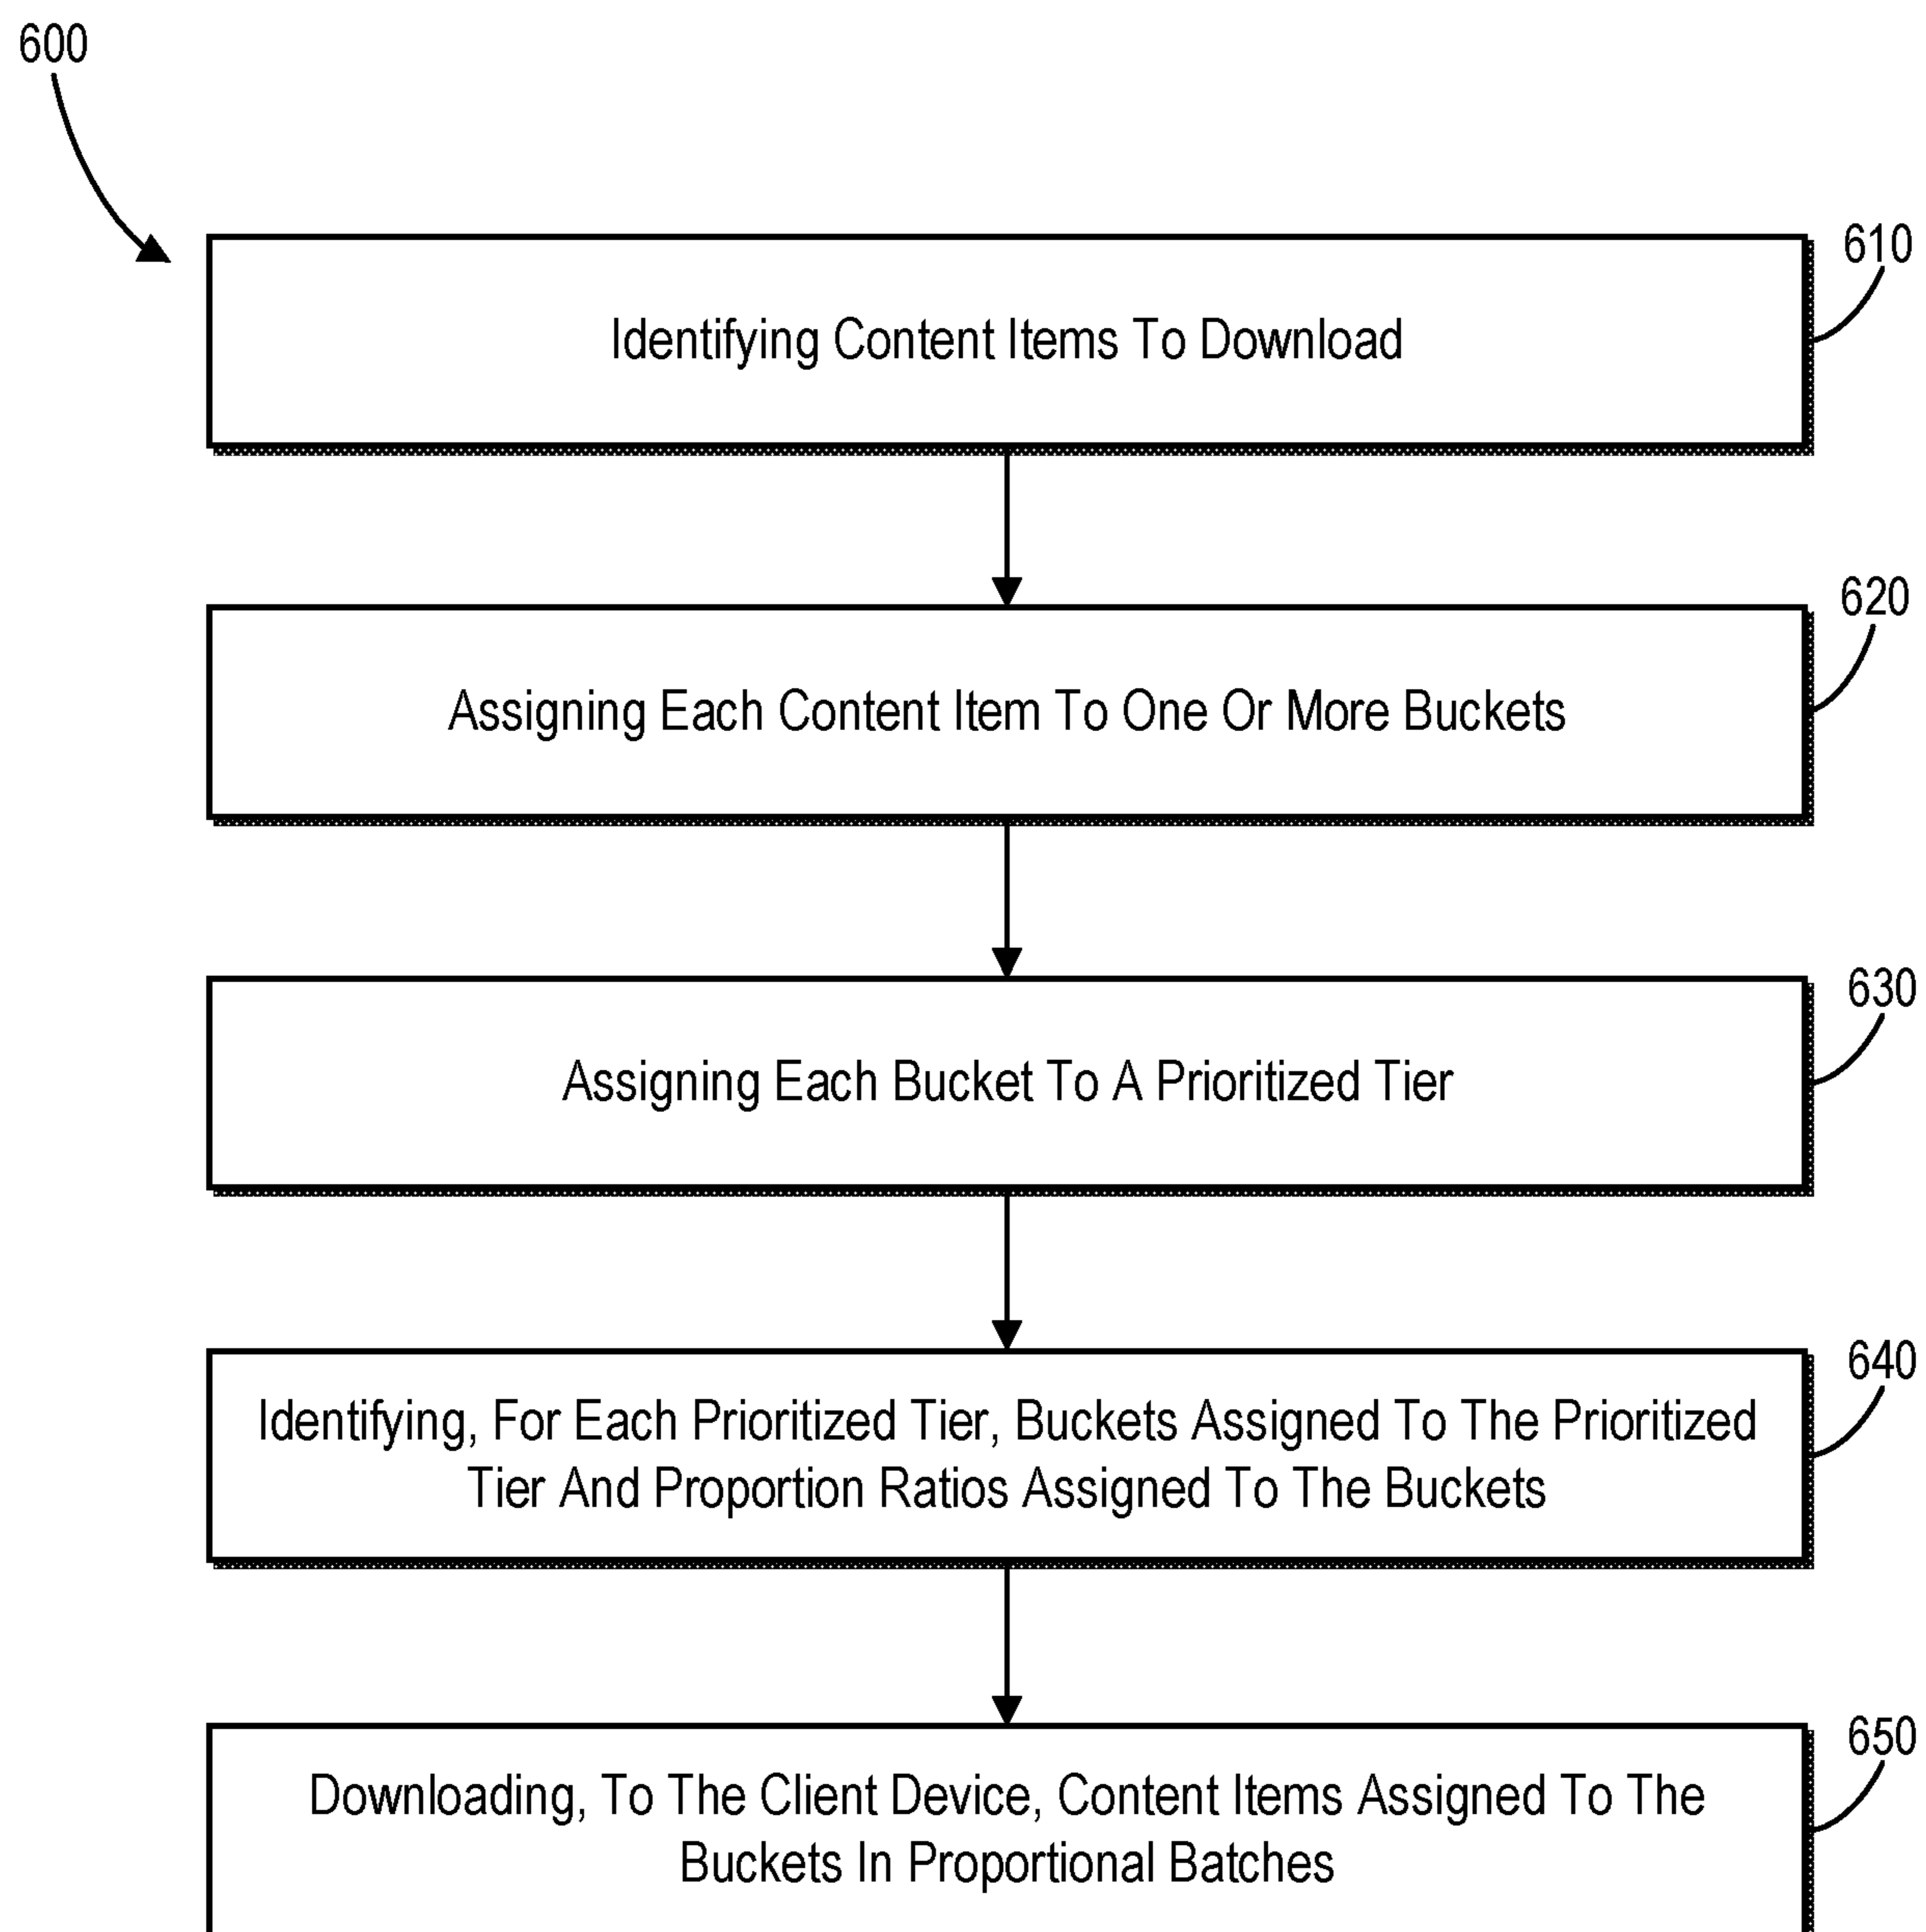 600
610
Identifying Content Items To Download
620
Assigning Each Content Item To One Or More Buckets
630
Assigning Each Bucket To A Prioritized Tier
640
Identifying, For Each Prioritized Tier, Buckets Assigned To The Prioritized
Tier And Proportion Ratios Assigned To The Buckets
650
Downloading, To The Client Device, Content Items Assigned To The
Buckets In Proportional Batches